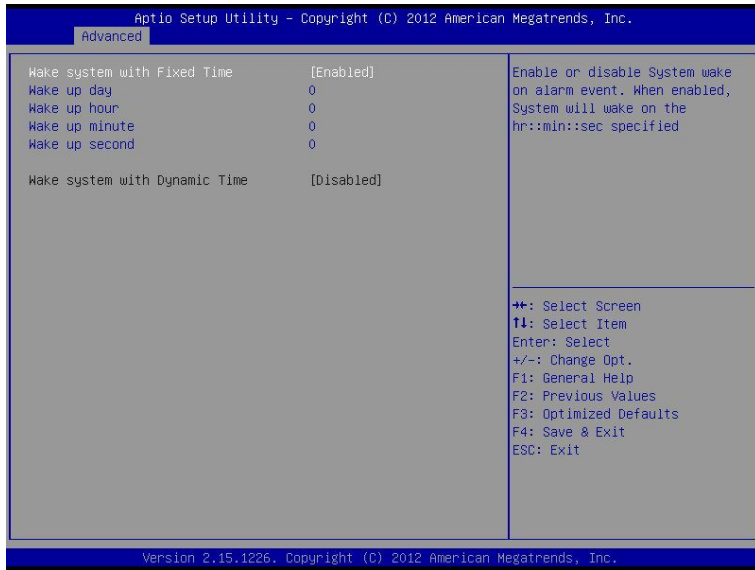 Aptio Setup Utility – Copyright (C) 2012 American Megatrends, Inc.
Advanced
Wake system with Fixed Time [Enabled]
Wake up day 0
Wake up hour 0
Wake up minute 0
Wake up second 0
Wake system with Dynamic Time [Disabled]
Enable or disable System wake
on alarm event. When enabled,
System will wake on the
hr::min::sec specified
→←: Select Screen
↑↓: Select Item
Enter: Select
+/-: Change Opt.
F1: General Help
F2: Previous Values
F3: Optimized Defaults
F4: Save & Exit
ESC: Exit
Version 2.15.1226. Copyright (C) 2012 American Megatrends, Inc.